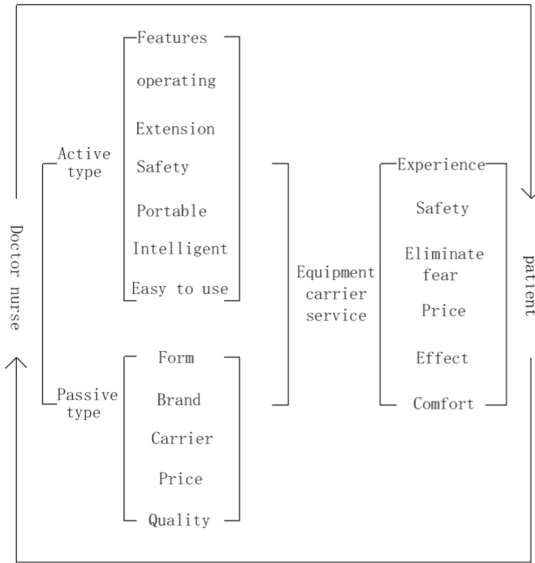 Doctor nurse
Active
type
Passive
type
Features
operating
Extension
Safety
Portable
Intelligent
Easy to use
Form
Brand
Carrier
Price
Quality
Equipment
carrier
service
Experience
Safety
Eliminate
fear
Price
Effect
Comfort
patient